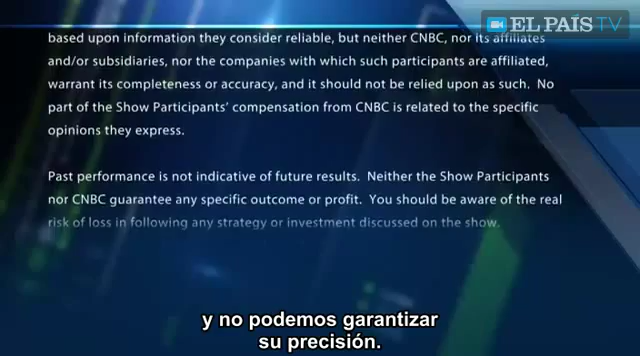 EL PAÍS TV
based upon information they consider reliable, but neither CNBC, nor its affiliates
and/or subsidiaries, nor the companies with which such participants are affiliated,
warrant its completeness or accuracy, and it should not be relied upon as such.  No
part of the Show Participants’ compensation from CNBC is related to the specific
opinions they express.
Past performance is not indicative of future results.  Neither the Show Participants
nor CNBC guarantee any specific outcome or profit.  You should be aware of the real
risk of loss in following any strategy or investment discussed on the show.
y no podemos garantizar
su precisión.